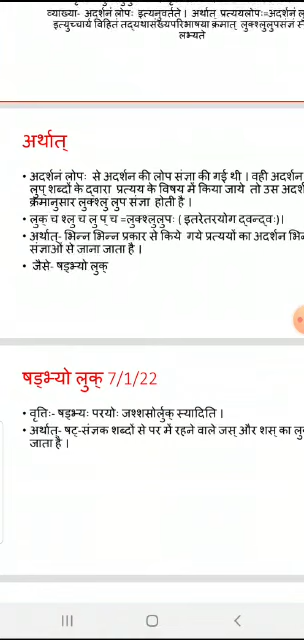 व्याख्या- अदर्शनं लोपः इत्यनुवर्तते । अर्थात् प्रत्ययलोपः=अदर्शनं
इत्युच्चार्य विहितं तद्यथासंख्यपरिभाषया क्रमात् लुक्श्लुलुपसंज्ञं
लभ्यते
अर्थात्
• अदर्शनं लोपः से अदर्शन की लोप संज्ञा की गई थी । वही अदर्शन
लुप् शब्दों के द्वारा प्रत्यय के विषय में किया जाये तो उस
क्रमानुसार लुक्श्लु लुप संज्ञा होती है ।
• लुक् च श्लु च लु प् च =लुक्श्लुलुपः ( इतरेतरयोग द्वन्द्वः)।
• अर्थात्- भिन्न भिन्न प्रकार से किये गये प्रत्ययों का अदर्शन
संज्ञाओं से जाना जाता है ।
• जैसे- षड्भ्यो लुक्
षड्भ्यो लुक् 7/1/22
• वृत्तिः- षड्भ्यः परयोः जश्शसोर्लुक् स्यादिति ।
• अर्थात्- षट्-संज्ञक शब्दों से पर में रहने वाले जस् और शस् का
जाता है ।